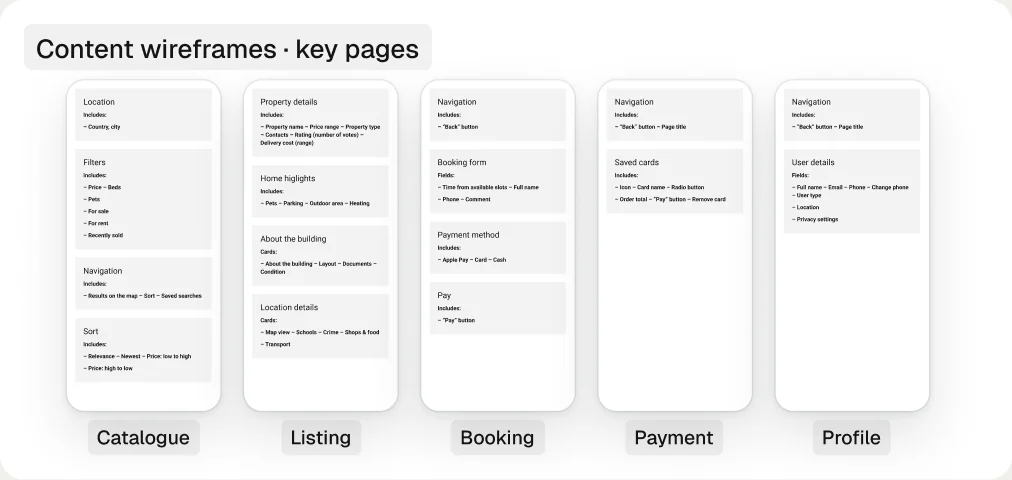 Content wireframes · key pages
Location
Includes:
– Country, city
Filters
Includes:
– Price – Beds
– Pets
– For sale
– For rent
– Recently sold
Navigation
Includes:
– Results on the map – Sort – Saved searches
Sort
Includes:
– Relevance – Newest – Price: low to high
– Price: high to low
Catalogue
Property details
Includes:
– Property name – Price range – Property type
– Contacts – Rating (number of votes) –
Delivery cost (range)
Home higlights
Includes:
– Pets – Parking – Outdoor area – Heating
About the building
Cards:
– About the building – Layout – Documents –
Condition
Location details
Cards:
– Map view – Schools – Crime – Shops & food
– Transport
Listing
Navigation
Includes:
– "Back" button
Booking form
Fields:
– Time from available slots – Full name
– Phone – Comment
Payment method
Includes:
– Apple Pay – Card – Cash
Pay
Includes:
– "Pay" button
Booking
Navigation
Includes:
– "Back" button – Page title
Saved cards
Includes:
– Icon – Card name – Radio button
– Order total – "Pay" button – Remove card
Payment
Navigation
Includes:
– "Back" button – Page title
User details
Fields:
– Full name – Email – Phone – Change phone
– User type
– Location
– Privacy settings
Profile